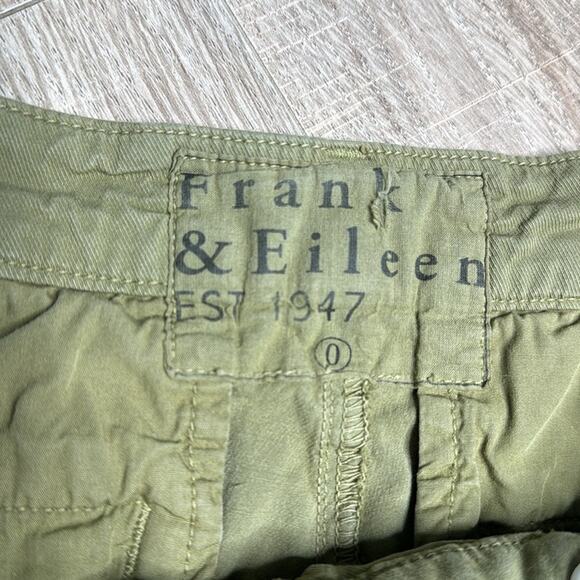 Frank
& Eileen
EST 1947
0